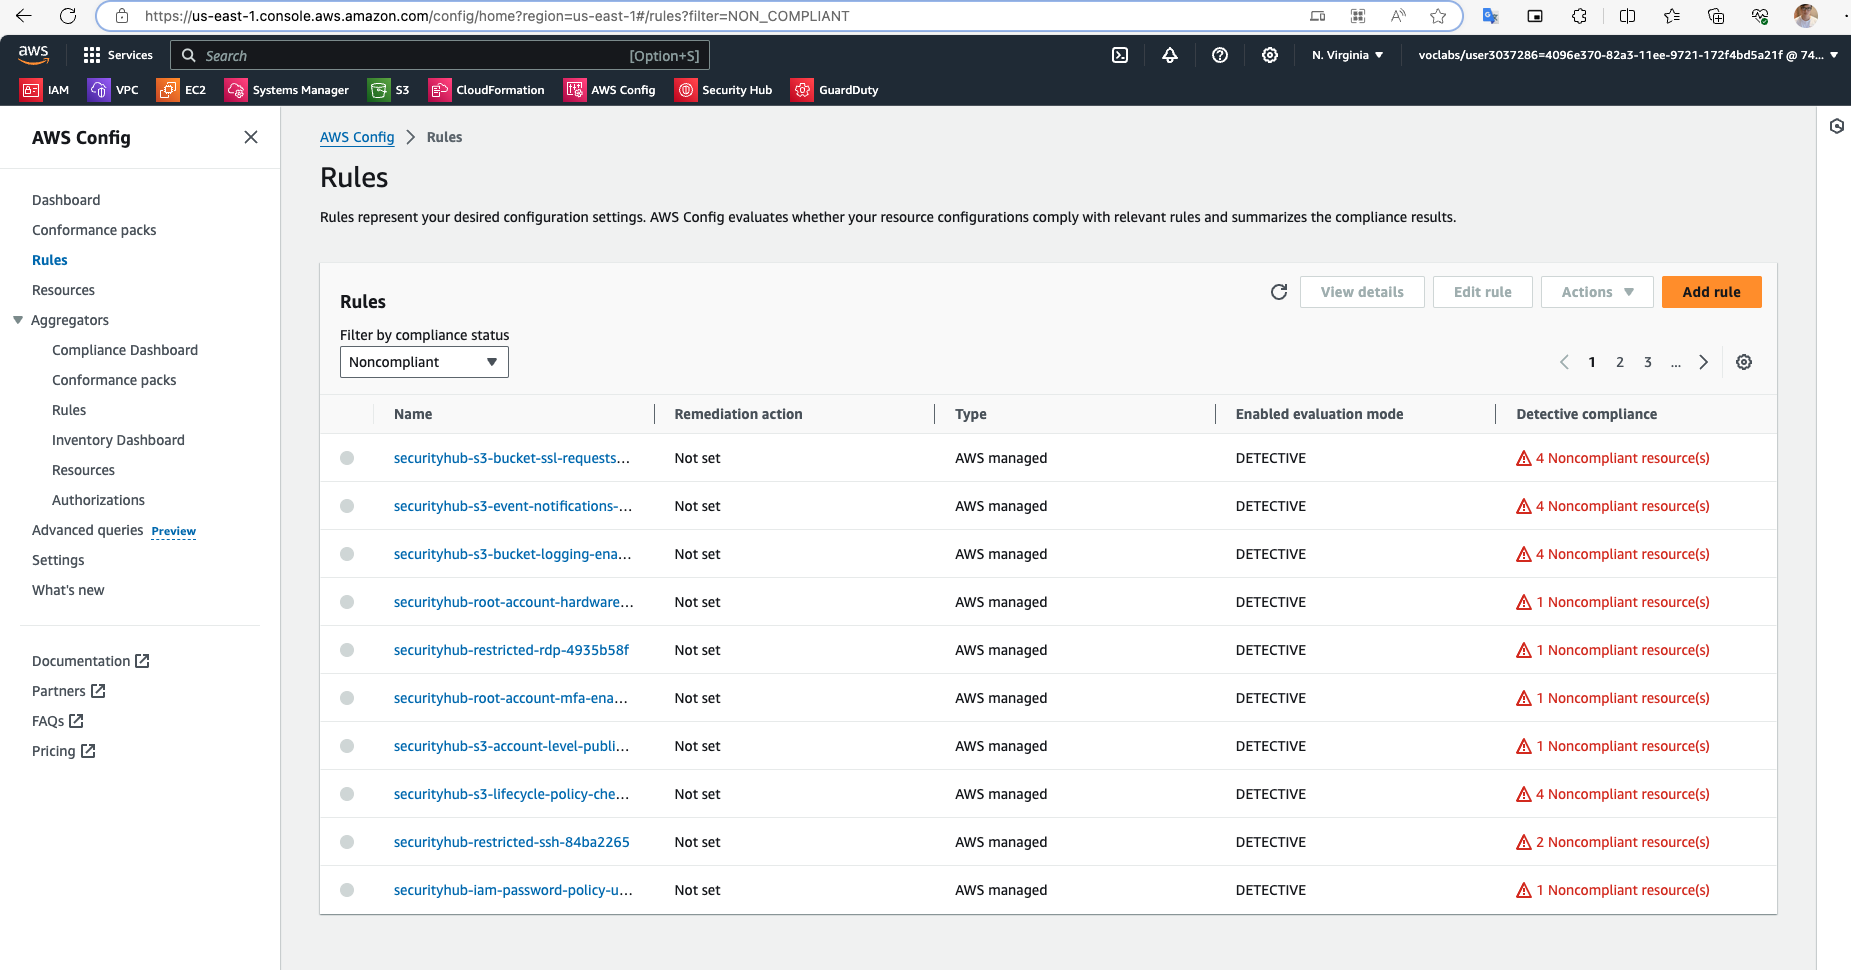 https://us-east-1.console.aws.amazon.com/config/home?region=us-east-1#/rules?filter=NON_COMPLIANT
aws
Services
Search
[Option+S]
N. Virginia
voclabs/user3037286=4096e370-82a3-11ee-9721-172f4bd5a21f @ 74...
IAM VPC EC2 Systems Manager S3 CloudFormation AWS Config Security Hub GuardDuty
AWS Config
Dashboard
Conformance packs
Rules
Resources
Aggregators
Compliance Dashboard
Conformance packs
Rules
Inventory Dashboard
Resources
Authorizations
Advanced queries Preview
Settings
What's new
Documentation
Partners
FAQs
Pricing
AWS Config > Rules
Rules
Rules represent your desired configuration settings. AWS Config evaluates whether your resource configurations comply with relevant rules and summarizes the compliance results.
Rules
View details
Edit rule
Actions
Add rule
Filter by compliance status
Noncompliant
1 2 3 ...
Name Remediation action Type Enabled evaluation mode Detective compliance
securityhub-s3-bucket-ssl-requests... Not set AWS managed DETECTIVE 4 Noncompliant resource(s)
securityhub-s3-event-notifications-... Not set AWS managed DETECTIVE 4 Noncompliant resource(s)
securityhub-s3-bucket-logging-ena... Not set AWS managed DETECTIVE 4 Noncompliant resource(s)
securityhub-root-account-hardware... Not set AWS managed DETECTIVE 1 Noncompliant resource(s)
securityhub-restricted-rdp-4935b58f Not set AWS managed DETECTIVE 1 Noncompliant resource(s)
securityhub-root-account-mfa-ena... Not set AWS managed DETECTIVE 1 Noncompliant resource(s)
securityhub-s3-account-level-publi... Not set AWS managed DETECTIVE 1 Noncompliant resource(s)
securityhub-s3-lifecycle-policy-che... Not set AWS managed DETECTIVE 4 Noncompliant resource(s)
securityhub-restricted-ssh-84ba2265 Not set AWS managed DETECTIVE 2 Noncompliant resource(s)
securityhub-iam-password-policy-u... Not set AWS managed DETECTIVE 1 Noncompliant resource(s)